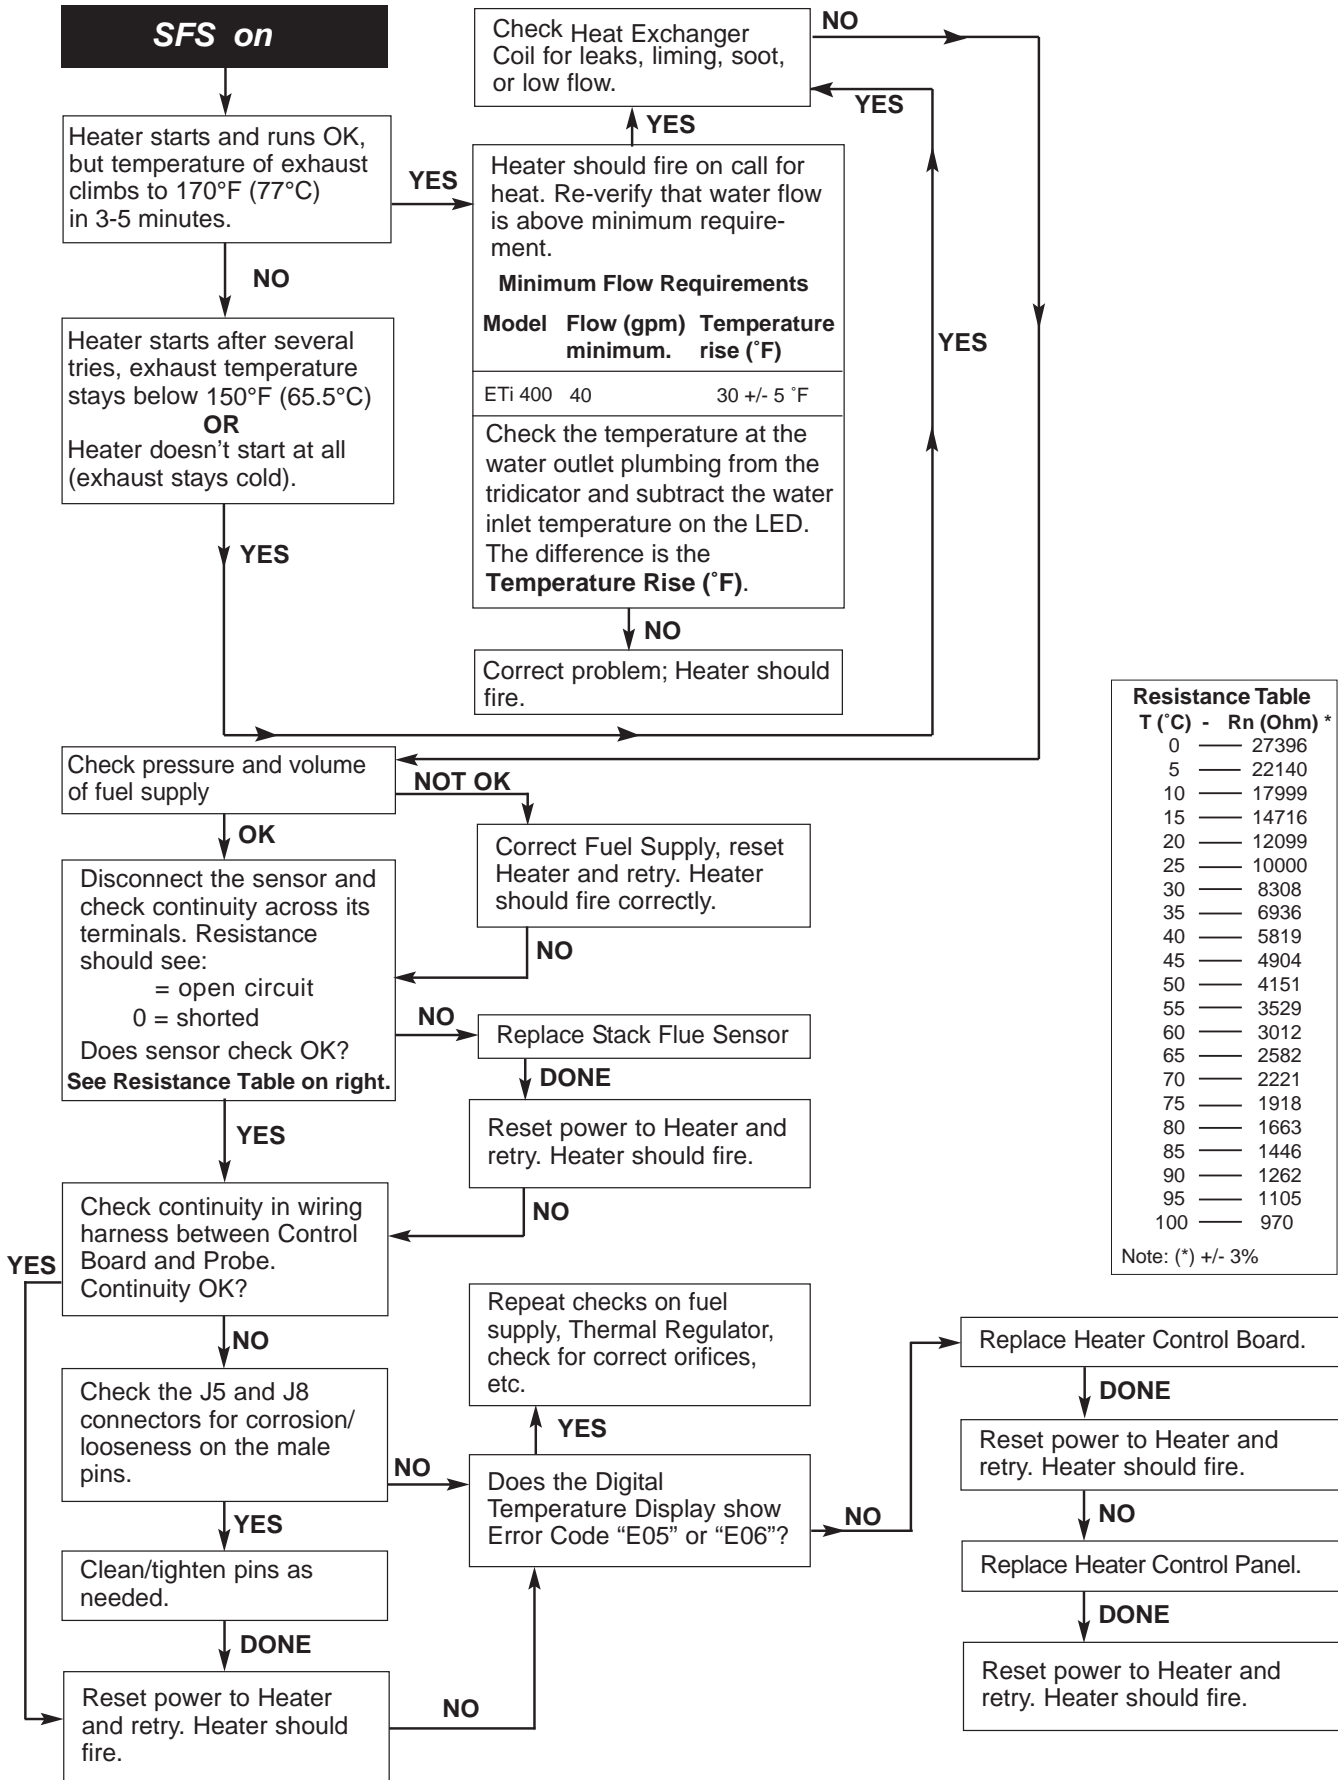 SFS on
Heater starts and runs OK,
but temperature of exhaust
climbs to 170°F (77°C)
in 3-5 minutes.
YES
NO
Heater starts after several
tries, exhaust temperature
stays below 150°F (65.5°C)
OR
Heater doesn't start at all
(exhaust stays cold).
YES
Check Heat Exchanger
Coil for leaks, liming, soot,
or low flow.
NO
YES
YES
Heater should fire on call for
heat. Re-verify that water flow
is above minimum require-
ment.
Minimum Flow Requirements
Model Flow (gpm) Temperature
minimum. rise (˚F)
ETi 400 40 30 +/- 5 ˚F
Check the temperature at the
water outlet plumbing from the
tridicator and subtract the water
inlet temperature on the LED.
The difference is the
Temperature Rise (˚F).
YES
NO
Correct problem; Heater should
fire.
Check pressure and volume
of fuel supply
NOT OK
OK
Correct Fuel Supply, reset
Heater and retry. Heater
should fire correctly.
NO
Disconnect the sensor and
check continuity across its
terminals. Resistance
should see:
= open circuit
0 = shorted
Does sensor check OK?
See Resistance Table on right.
NO
Replace Stack Flue Sensor
DONE
Reset power to Heater and
retry. Heater should fire.
NO
YES
Check continuity in wiring
harness between Control
Board and Probe.
Continuity OK?
YES
NO
Check the J5 and J8
connectors for corrosion/
looseness on the male
pins.
NO
YES
Clean/tighten pins as
needed.
DONE
Reset power to Heater
and retry. Heater should
fire.
NO
Repeat checks on fuel
supply, Thermal Regulator,
check for correct orifices,
etc.
YES
Does the Digital
Temperature Display show
Error Code “E05” or “E06”?
NO
Replace Heater Control Board.
DONE
Reset power to Heater and
retry. Heater should fire.
NO
Replace Heater Control Panel.
DONE
Reset power to Heater and
retry. Heater should fire.
Resistance Table
T (˚C) - Rn (Ohm) *
0 —— 27396
5 —— 22140
10 —— 17999
15 —— 14716
20 —— 12099
25 —— 10000
30 —— 8308
35 —— 6936
40 —— 5819
45 —— 4904
50 —— 4151
55 —— 3529
60 —— 3012
65 —— 2582
70 —— 2221
75 —— 1918
80 —— 1663
85 —— 1446
90 —— 1262
95 —— 1105
100 —— 970
Note: (*) +/- 3%